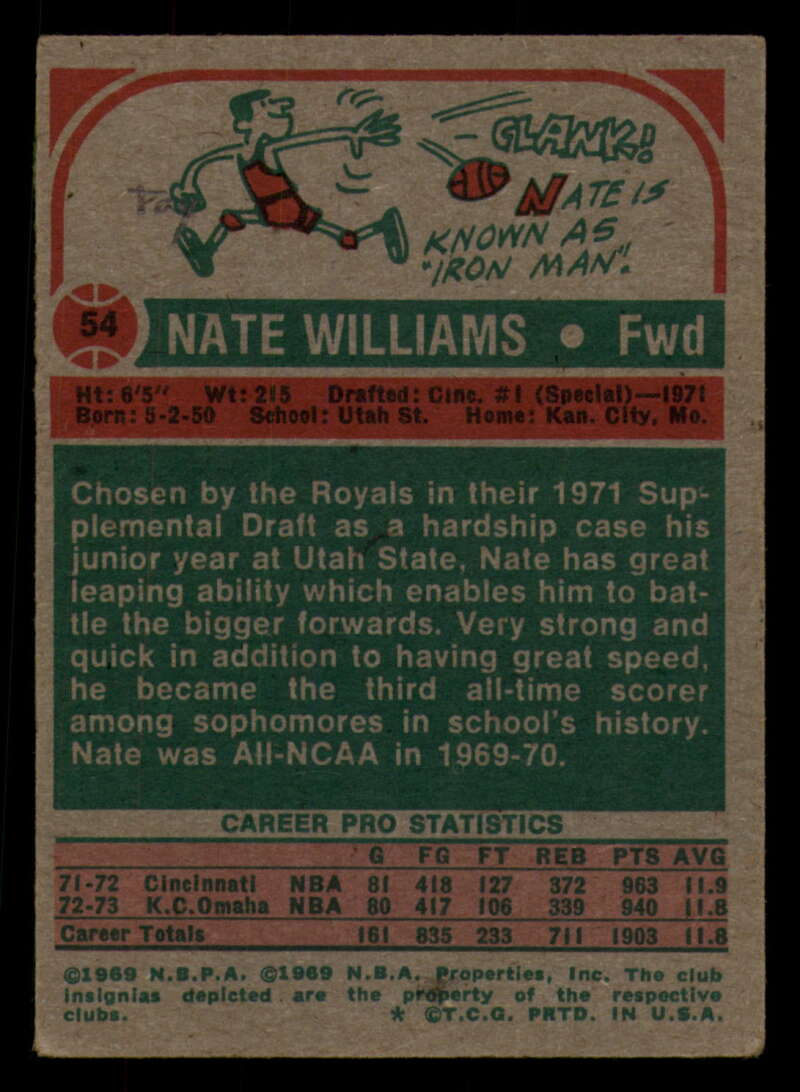 CLANK!
NATE IS
KNOWN AS
"IRON MAN".
54
NATE WILLIAMS • Fwd
Ht: 6'5" Wt: 215 Drafted: Cinc. #1 (Special)—1971
Born: 5-2-50 School: Utah St. Home: Kan. City, Mo.
Chosen by the Royals in their 1971 Sup-
plemental Draft as a hardship case his
junior year at Utah State, Nate has great
leaping ability which enables him to bat-
tle the bigger forwards. Very strong and
quick in addition to having great speed,
he became the third all-time scorer
among sophomores in school's history.
Nate was All-NCAA in 1969-70.
CAREER PRO STATISTICS
G FG FT REB PTS AVG
71-72 Cincinnati NBA 81 418 127 372 963 11.9
72-73 K.C.Omaha NBA 80 417 106 339 940 11.8
Career Totals 161 835 233 711 1903 11.8
©1969 N.B.P.A. ©1969 N.B.A. Properties, Inc. The club
insignias depicted are the property of the respective
clubs. * ©T.C.G. PRTD. IN U.S.A.